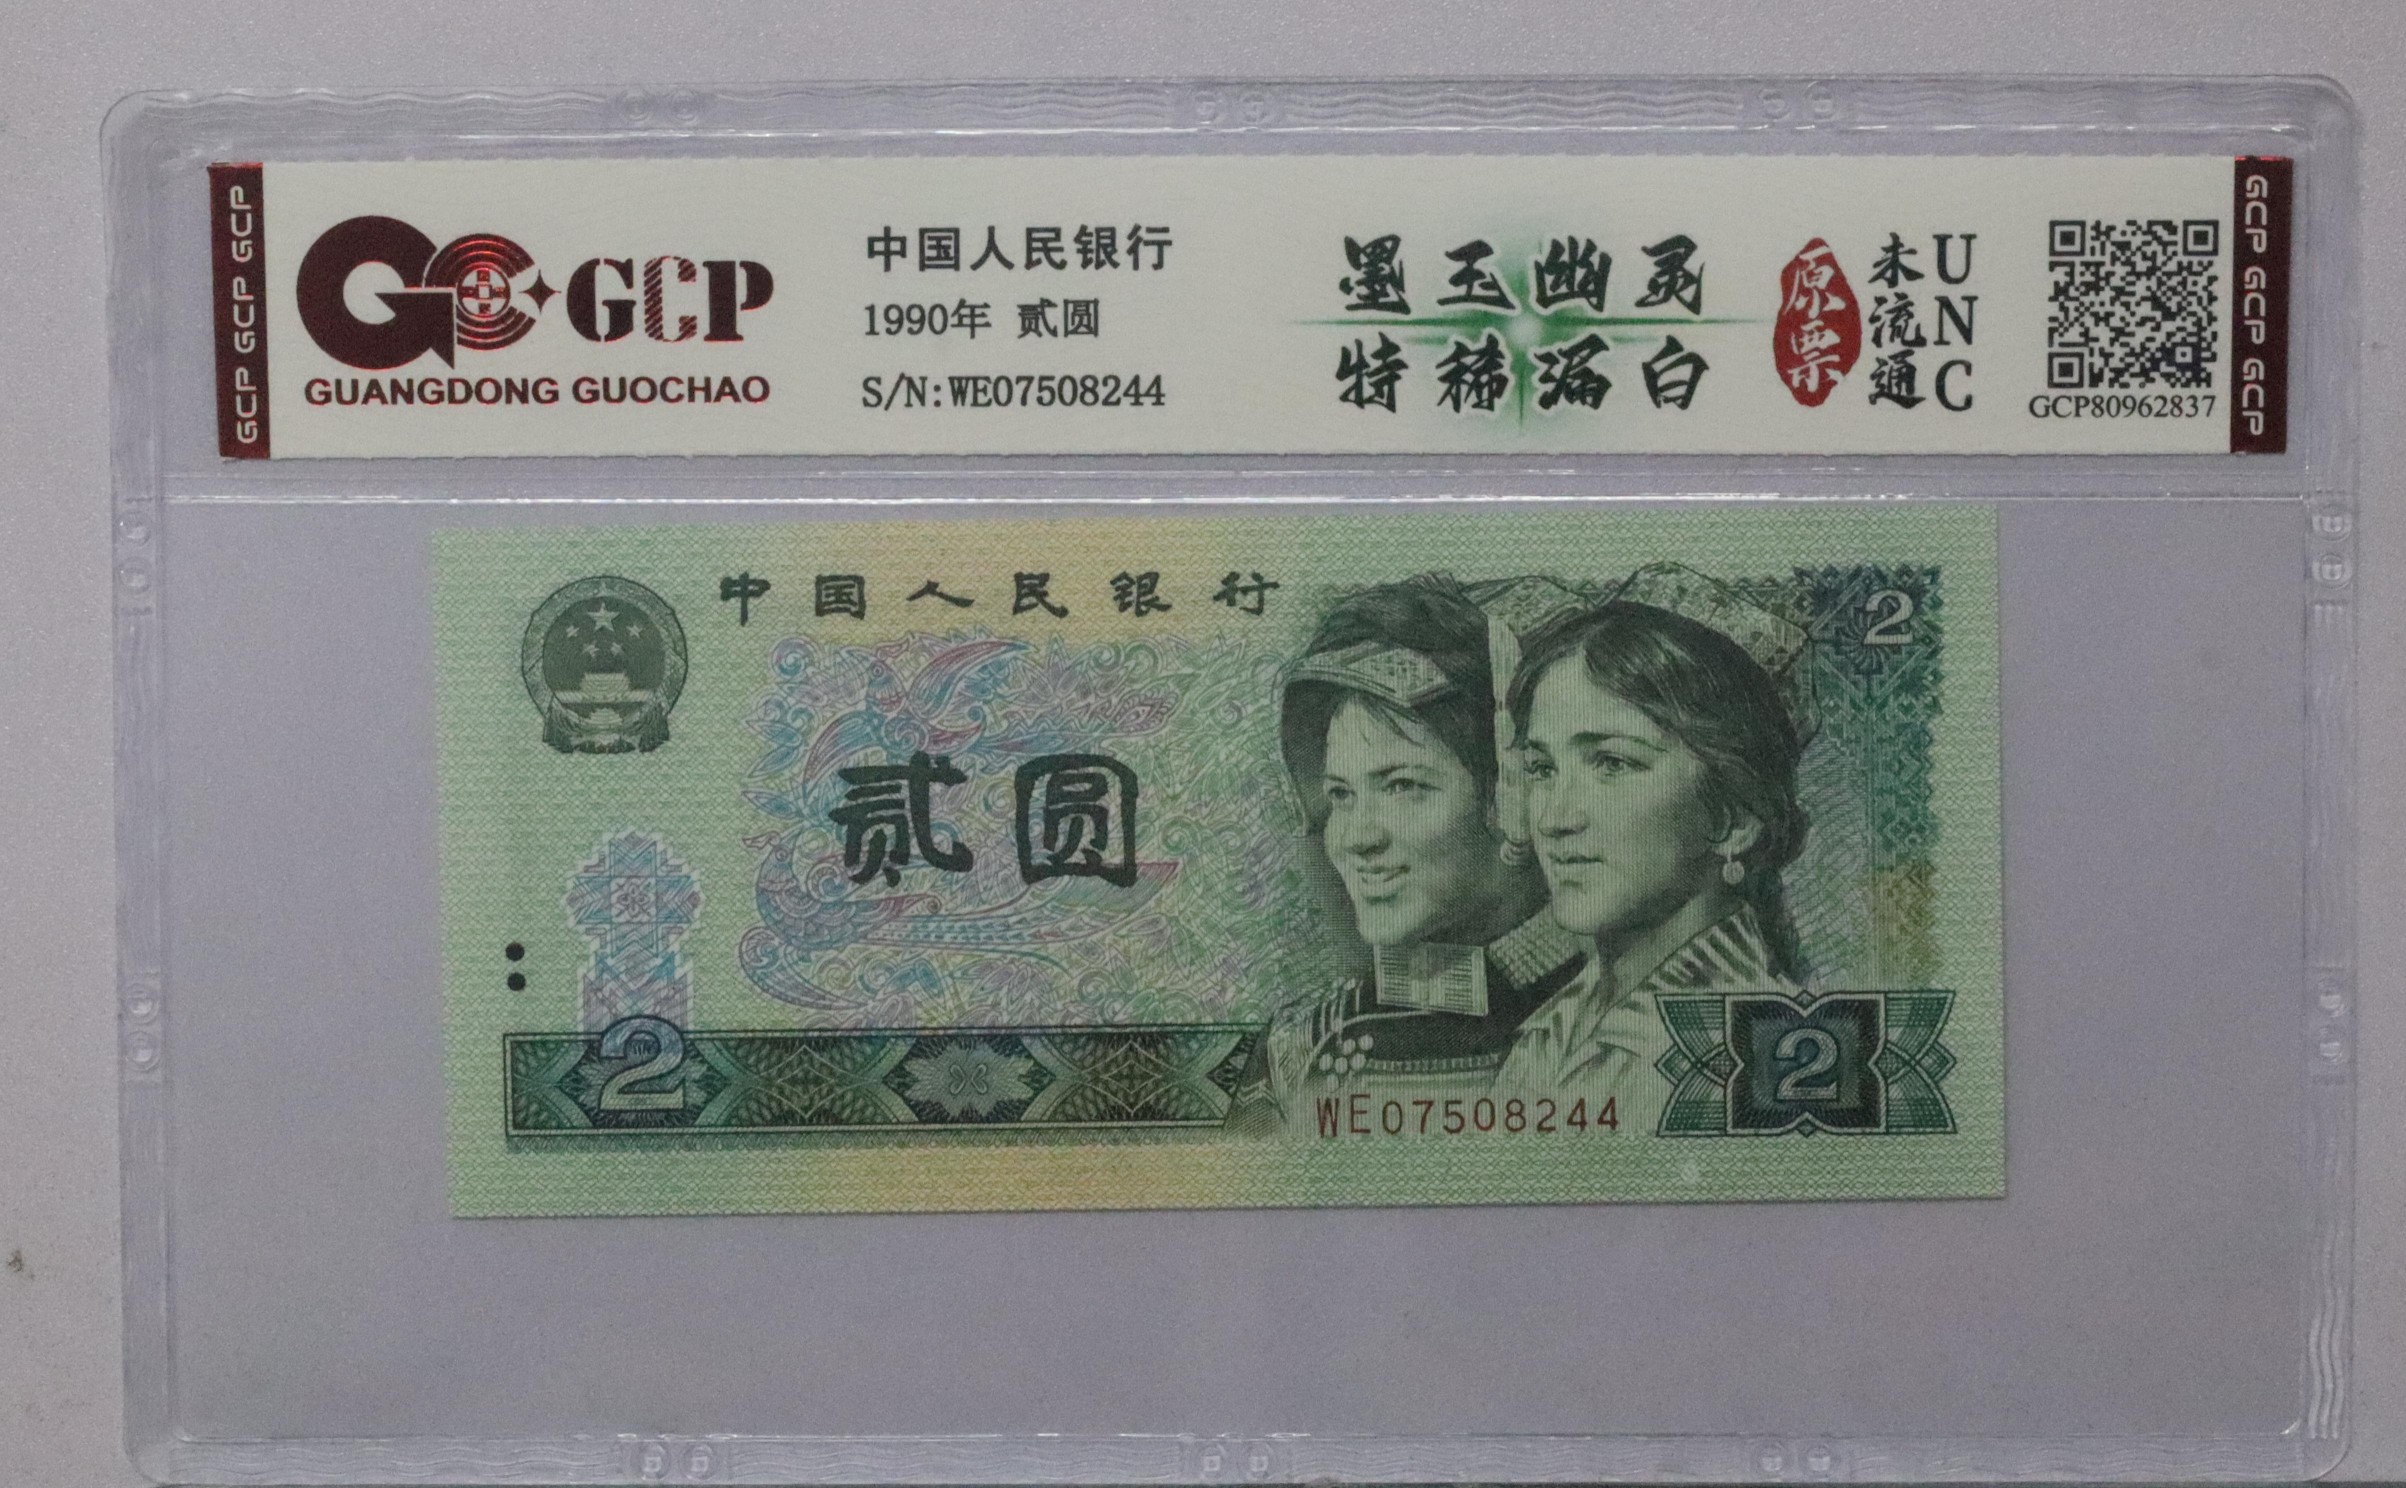 GCP GCP GCP
GCP
GUANGDONG GUOCHAO
中国人民银行
1990年 贰圆
S/N:WE07508244
墨玉幽灵
特稀漏白
原票
未流通
UNC
GCP80962837
GCP GCP GCP
中国人民银行
2
贰圆
2
2
WE07508244